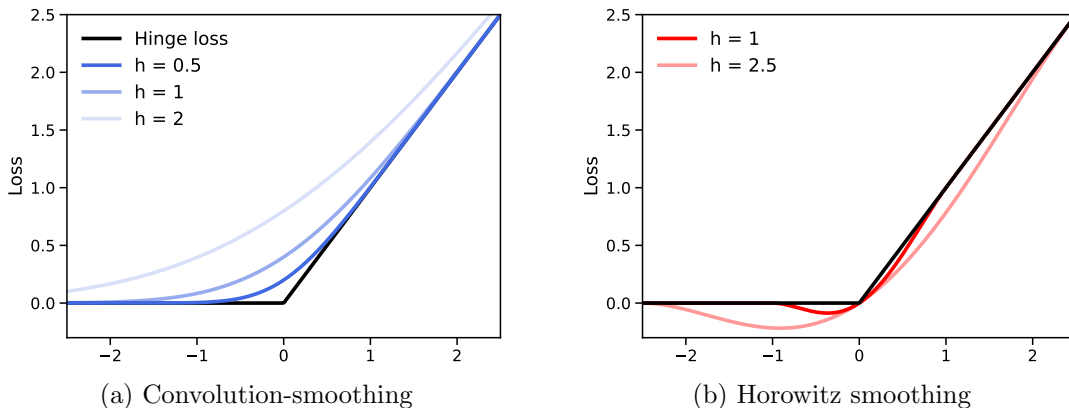 2.5
2.0
1.5
1.0
0.5
0.0
Loss
−2
−1
0
1
2
Hinge loss
h = 0.5
h = 1
h = 2
(a) Convolution-smoothing
2.5
2.0
1.5
1.0
0.5
0.0
Loss
−2
−1
0
1
2
h = 1
h = 2.5
(b) Horowitz smoothing